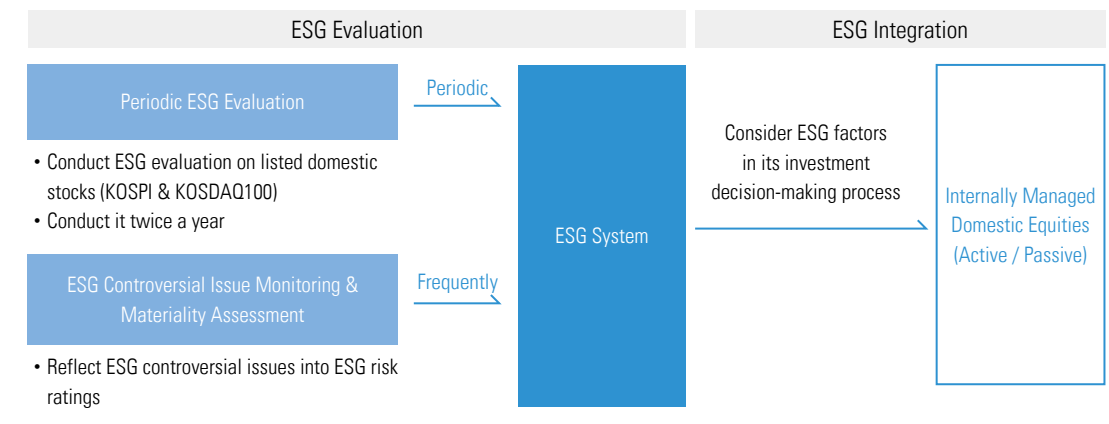 ESG Evaluation
ESG Integration
Periodic ESG Evaluation
Periodic
• Conduct ESG evaluation on listed domestic
stocks (KOSPI & KOSDAQ100)
• Conduct it twice a year
ESG Controversial Issue Monitoring &
Materiality Assessment
Frequently
• Reflect ESG controversial issues into ESG risk
ratings
ESG System
Consider ESG factors
in its investment
decision-making process
Internally Managed
Domestic Equities
(Active / Passive)